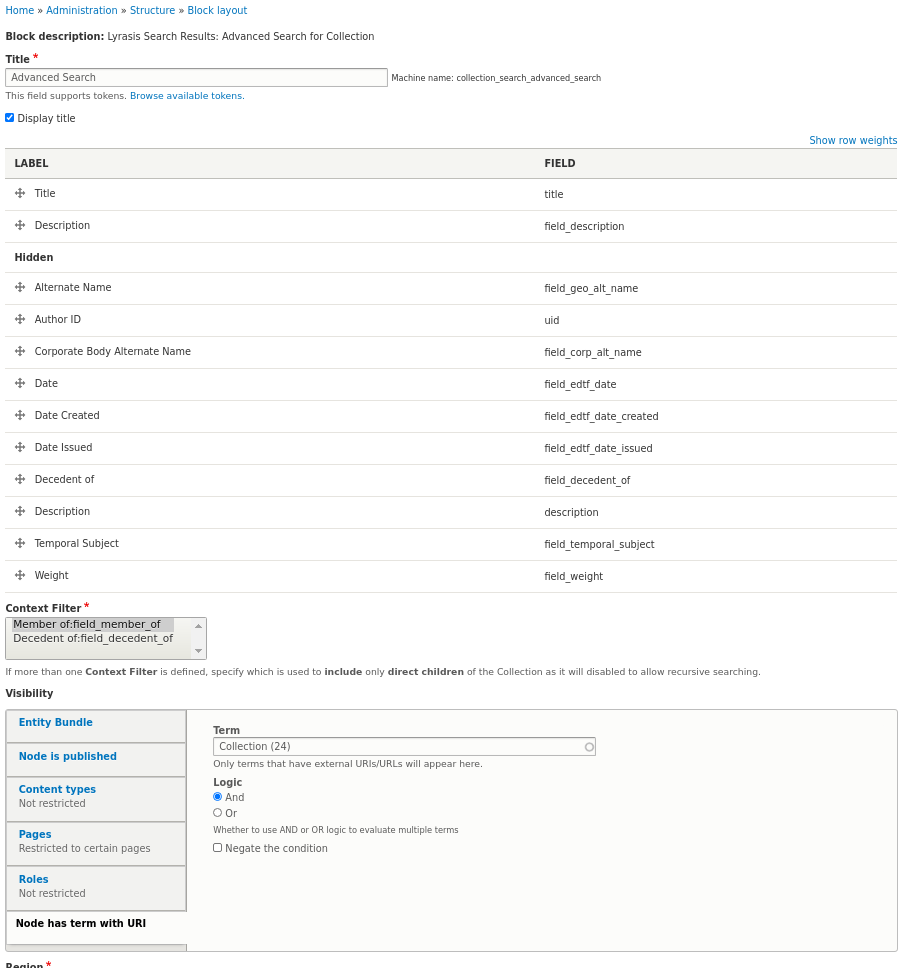 Home » Administration » Structure » Block layout
Block description: Lyrasis Search Results: Advanced Search for Collection
Title *
Advanced Search Machine name: collection_search_advanced_search
This field supports tokens. Browse available tokens.
Display title
Show row weights
LABEL FIELD
Title title
Description field_description
Hidden
Alternate Name field_geo_alt_name
Author ID uid
Corporate Body Alternate Name field_corp_alt_name
Date field_edtf_date
Date Created field_edtf_date_created
Date Issued field_edtf_date_issued
Decedent of field_decedent_of
Description description
Temporal Subject field_temporal_subject
Weight field_weight
Context Filter *
Member of:field_member_of
Decedent of:field_decedent_of
If more than one Context Filter is defined, specify which is used to include only direct children of the Collection as it will disabled to allow recursive searching.
Visibility
Entity Bundle
Node is published
Content types
Not restricted
Pages
Restricted to certain pages
Roles
Not restricted
Node has term with URI
Term
Collection (24)
Only terms that have external URIs/URLs will appear here.
Logic
And
Or
Whether to use AND or OR logic to evaluate multiple terms
Negate the condition
Region *